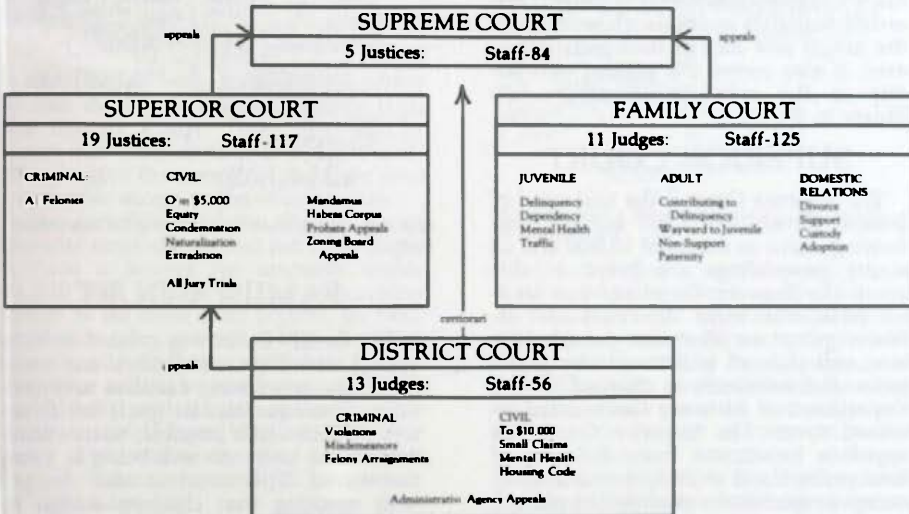 SUPREME COURT
5 Justices: Staff-84
appeals
appeals
SUPERIOR COURT
19 Justices: Staff-117
CRIMINAL
Felonies
CIVIL
$5,000
Equity
Condemnation
Naturalization
Extradition
All Jury Trials
Mandamus
Habeas Corpus
Probate Appeals
Zoning Board
Appeals
FAMILY COURT
11 Judges: Staff-125
JUVENILE
Delinquency
Dependency
Mental Health
Traffic
ADULT
Contributing to
Delinquency
Wayward to Juvenile
Non-Support
Paternity
DOMESTIC
RELATIONS
Divorce
Support
Custody
Adoption
certiorari
appeals
DISTRICT COURT
13 Judges: Staff-56
CRIMINAL
Violations
Misdemeanors
Felony Arraignments
CIVIL
To $10,000
Small Claims
Mental Health
Housing Code
Agency Appeals